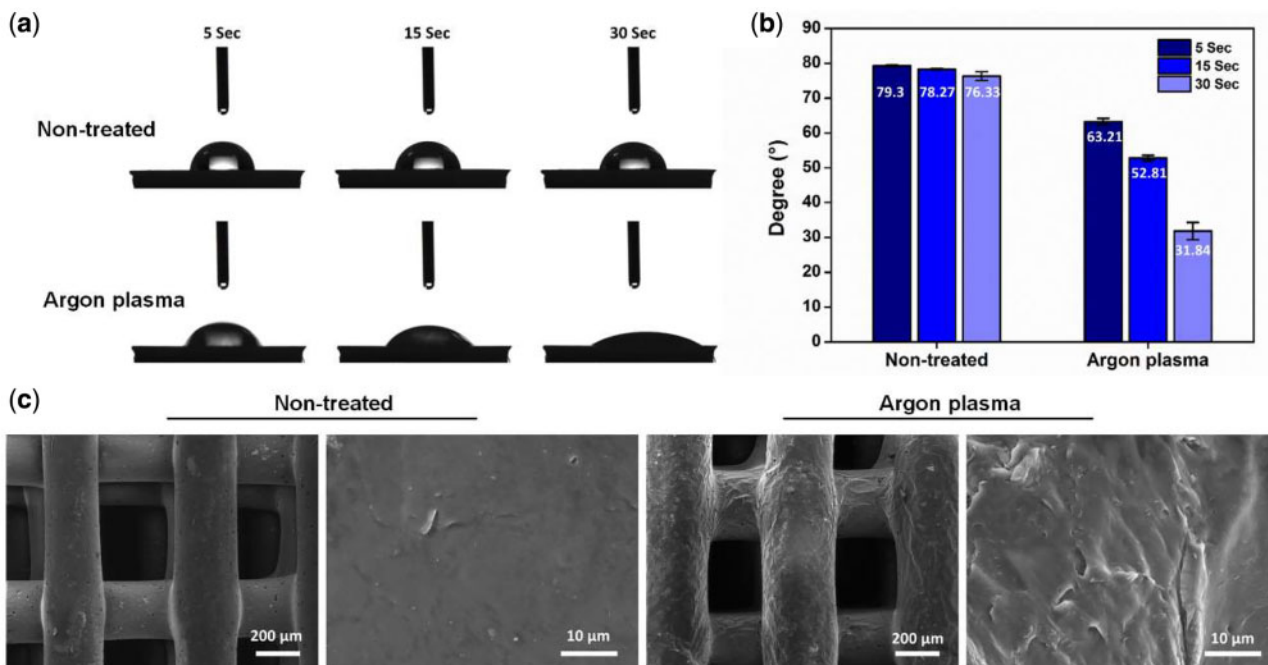 (a)
5 Sec 15 Sec 30 Sec
Non-treated
Argon plasma
(b)
Degree (°)
90
80
70
60
50
40
30
20
10
0
5 Sec
15 Sec
30 Sec
79.3 78.27 76.33
63.21 52.81 31.84
Non-treated Argon plasma
(c)
Non-treated Argon plasma
200 µm 10 µm 200 µm 10 µm